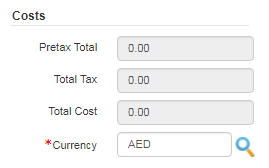 Costs
Pretax Total 0.00
Total Tax 0.00
Total Cost 0.00
*Currency AED